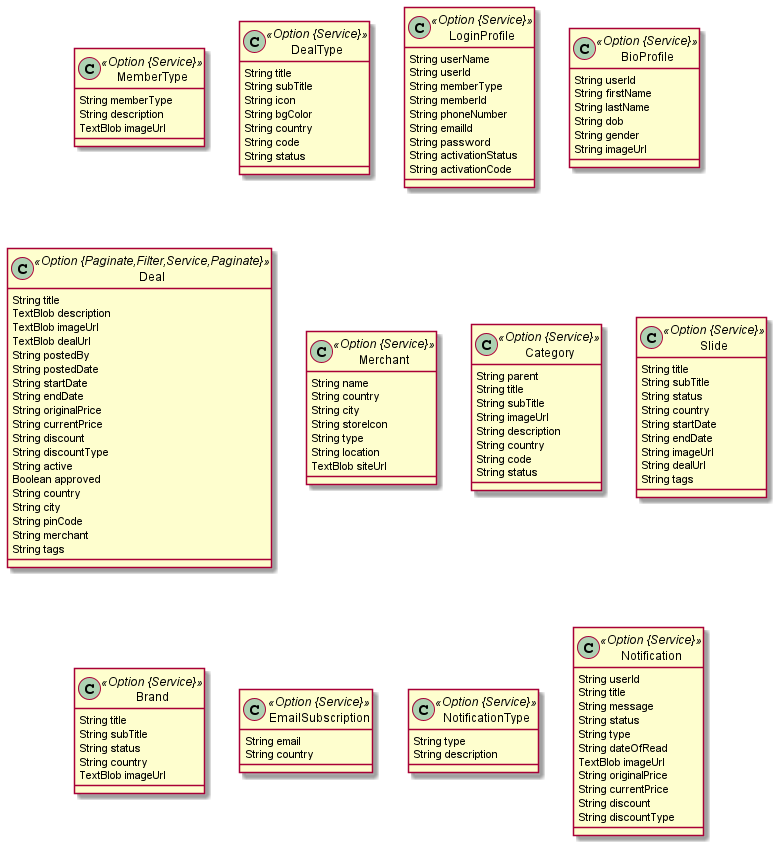 C «Option {Service}»
MemberType
String memberType
String description
TextBlob imageUrl
C «Option {Service}»
DealType
String title
String subTitle
String icon
String bgColor
String country
String code
String status
C «Option {Service}»
LoginProfile
String userName
String userId
String memberType
String memberId
String phoneNumber
String emailId
String password
String activationStatus
String activationCode
C «Option {Service}»
BioProfile
String userId
String firstName
String lastName
String dob
String gender
String imageUrl
C «Option {Paginate,Filter,Service,Paginate}»
Deal
String title
TextBlob description
TextBlob imageUrl
TextBlob dealUrl
String postedBy
String postedDate
String startDate
String endDate
String originalPrice
String currentPrice
String discount
String discountType
String active
Boolean approved
String country
String city
String pinCode
String merchant
String tags
C «Option {Service}»
Merchant
String name
String country
String city
String storeIcon
String type
String location
TextBlob siteUrl
C «Option {Service}»
Category
String parent
String title
String subTitle
String imageUrl
String description
String country
String code
String status
C «Option {Service}»
Slide
String title
String subTitle
String status
String country
String startDate
String endDate
String imageUrl
String dealUrl
String tags
C «Option {Service}»
Brand
String title
String subTitle
String status
String country
TextBlob imageUrl
C «Option {Service}»
EmailSubscription
String email
String country
C «Option {Service}»
NotificationType
String type
String description
C «Option {Service}»
Notification
String userId
String title
String message
String status
String type
String dateOfRead
TextBlob imageUrl
String originalPrice
String currentPrice
String discount
String discountType